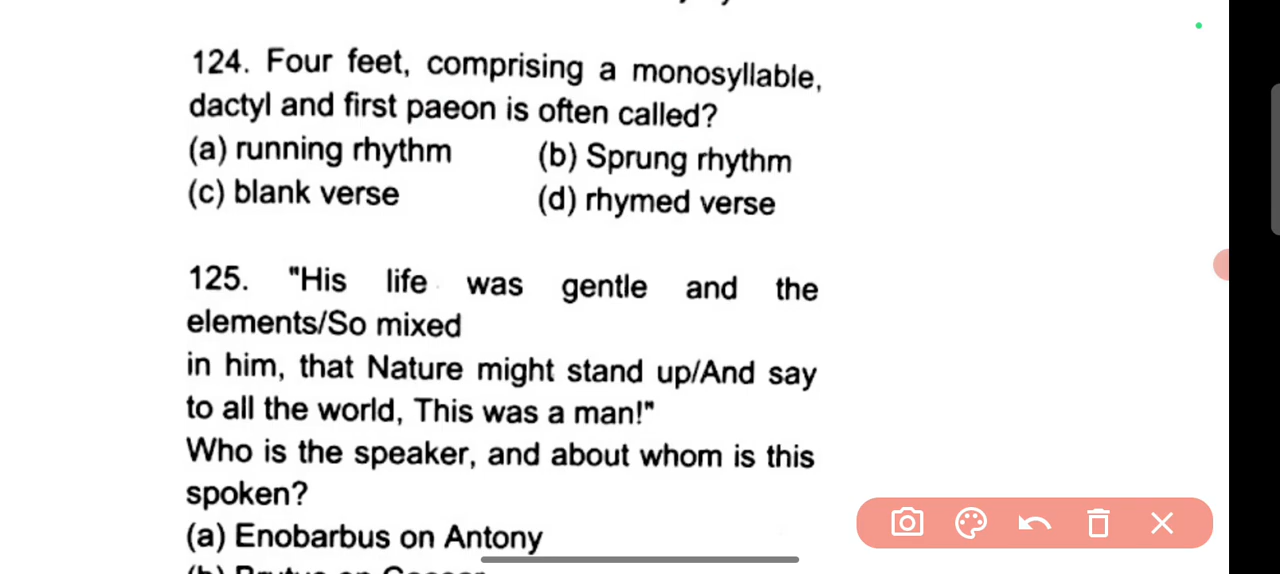 124. Four feet, comprising a monosyllable,
dactyl and first paeon is often called?
(a) running rhythm (b) Sprung rhythm
(c) blank verse (d) rhymed verse
125. "His life was gentle and the
elements/So mixed
in him, that Nature might stand up/And say
to all the world, This was a man!"
Who is the speaker, and about whom is this
spoken?
(a) Enobarbus on Antony